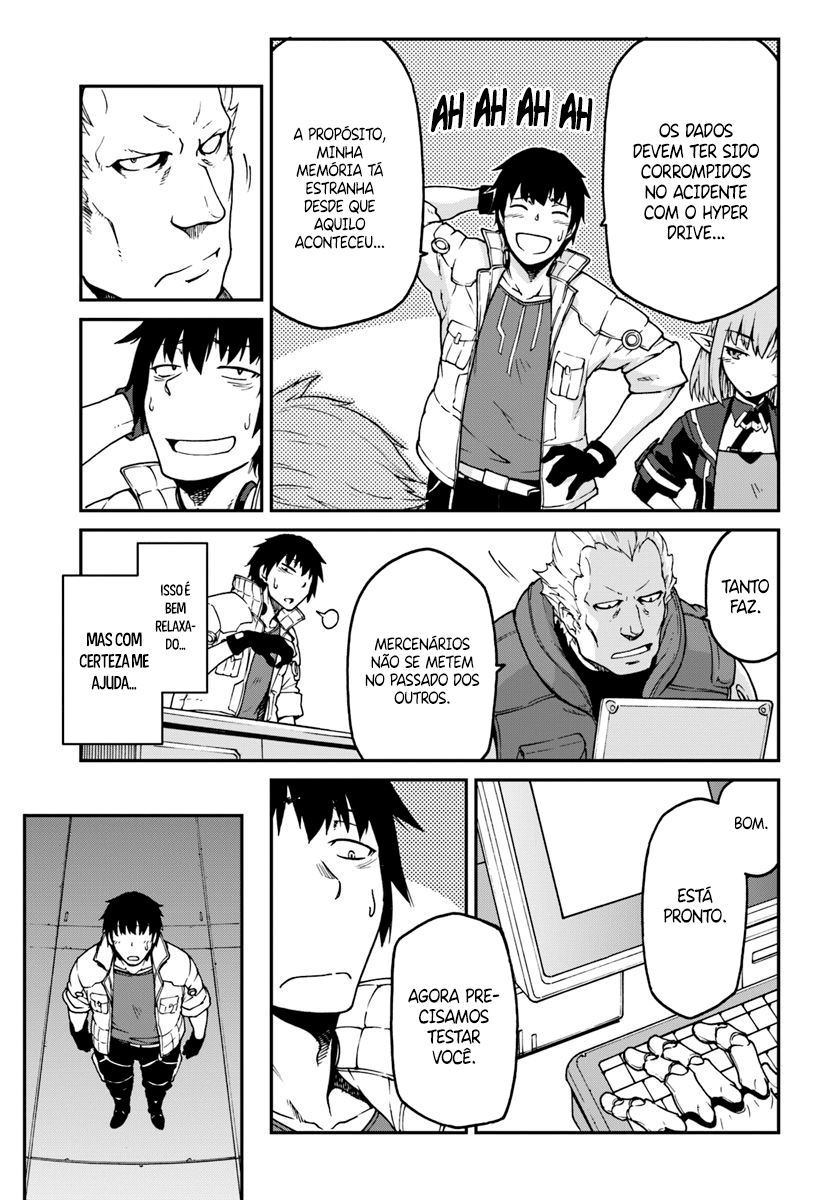 OS DADOS
DEVEM TER SIDO
CORROMPIDOS
NO ACIDENTE
COM O HYPER
DRIVE...
AH AH AH AH
A PROPÓSITO,
MINHA
MEMÓRIA TÁ
ESTRANHA
DESDE QUE
AQUILO
ACONTECEU...
TANTO
FAZ.
MERCENÁRIOS
NÃO SE METEM
NO PASSADO DOS
OUTROS.
ISSO É
BEM
RELAXA-
DO...
MAS COM
CERTEZA ME
AJUDA...
BOM.
ESTÁ
PRONTO.
AGORA PRE-
CISAMOS
TESTAR
VOCÊ.